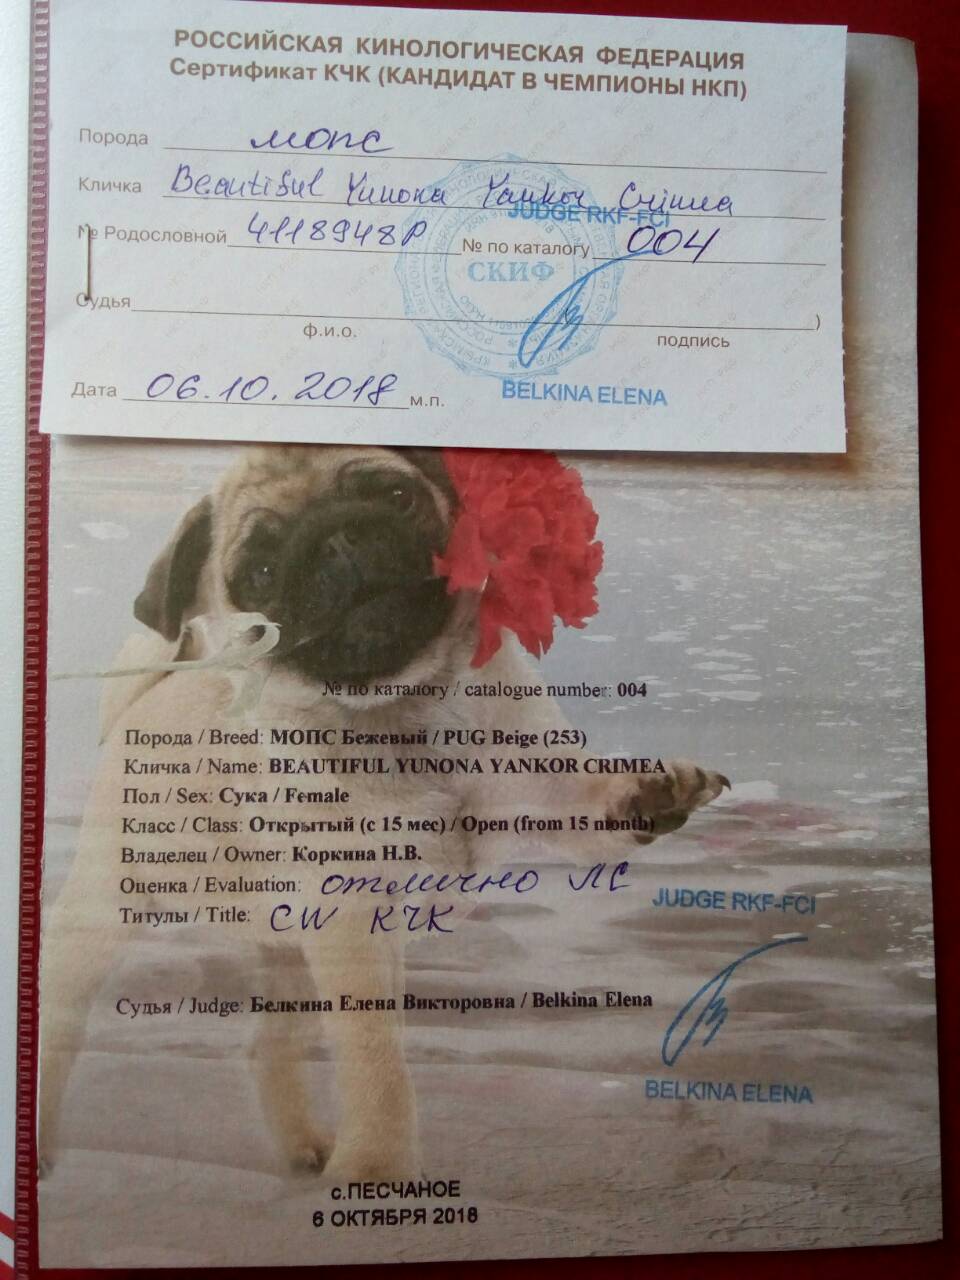 РОССИЙСКАЯ КИНОЛОГИЧЕСКАЯ ФЕДЕРАЦИЯ
Сертификат КЧК (КАНДИДАТ В ЧЕМПИОНЫ НКП)
Порода мопс
Кличка Beautiful Yunona Yankor Crimea
JUDGE RKF-FCI
№ Родословной 4118948Р № по каталогу 004
СКИФ
Судья )
ф.и.о. подпись
Дата 06.10.2018 м.п.
BELKINA ELENA
№ по каталогу / catalogue number: 004
Порода / Breed: МОПС Бежевый / PUG Beige (253)
Кличка / Name: BEAUTIFUL YUNONA YANKOR CRIMEA
Пол / Sex: Сука / Female
Класс / Class: Открытый (с 15 мес) / Open (from 15 month)
Владелец / Owner: Коркина Н.В.
Оценка / Evaluation: отлично ЛС
JUDGE RKF-FCI
Титулы / Title: CW КЧК
Судья / Judge: Белкина Елена Викторовна / Belkina Elena
BELKINA ELENA
с.ПЕСЧАНОЕ
6 ОКТЯБРЯ 2018